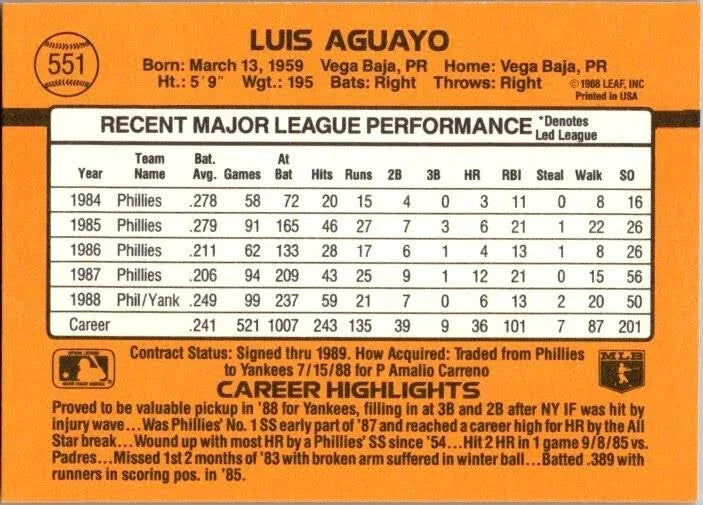 551
LUIS AGUAYO
Born: March 13, 1959 Vega Baja, PR Home: Vega Baja, PR
Ht.: 5'9" Wgt.: 195 Bats: Right Throws: Right
©1988 LEAF, INC
Printed in USA
RECENT MAJOR LEAGUE PERFORMANCE *Denotes Led League
Year Team Name Bat. Avg. Games At Bat Hits Runs 2B 3B HR RBI Steal Walk SO
1984 Phillies .278 58 72 20 15 4 0 3 11 0 8 16
1985 Phillies .279 91 165 46 27 7 3 6 21 1 22 26
1986 Phillies .211 62 133 28 17 6 1 4 13 1 8 26
1987 Phillies .206 94 209 43 25 9 1 12 21 0 15 56
1988 Phil/Yank .249 99 237 59 21 7 0 6 13 2 20 50
Career .241 521 1007 243 135 39 9 36 101 7 87 201
Contract Status: Signed thru 1989. How Acquired: Traded from Phillies
to Yankees 7/15/88 for P Amalio Carreno
MLB
CAREER HIGHLIGHTS
Proved to be valuable pickup in '88 for Yankees, filling in at 3B and 2B after NY IF was hit by
injury wave...Was Phillies' No. 1 SS early part of '87 and reached a career high for HR by the All
Star break...Wound up with most HR by a Phillies' SS since '54...Hit 2 HR in 1 game 9/8/85 vs.
Padres...Missed 1st 2 months of '83 with broken arm suffered in winter ball...Batted .389 with
runners in scoring pos. in '85.